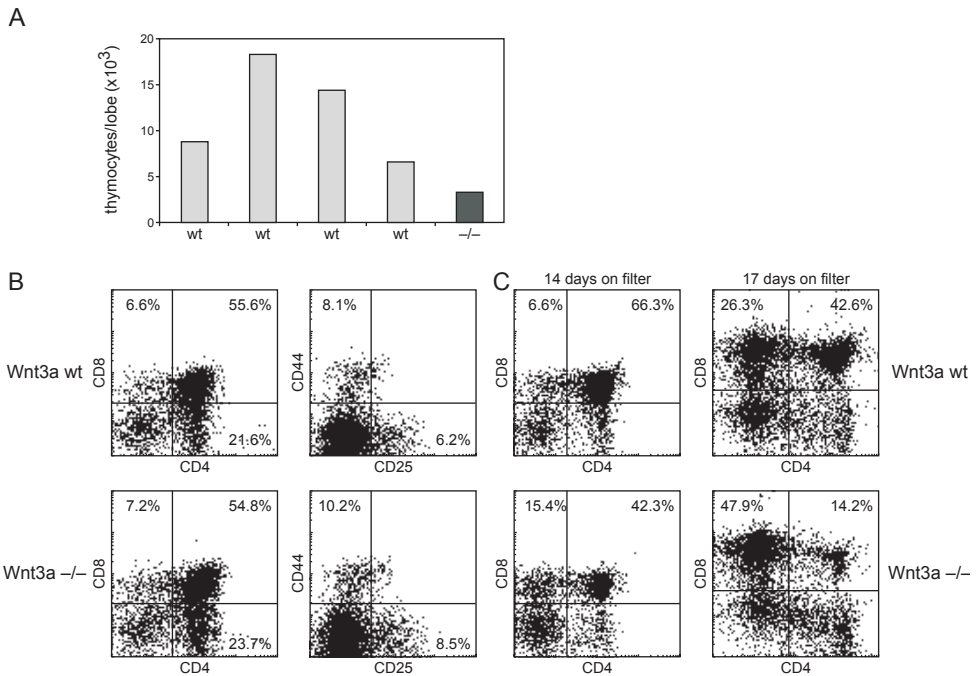 A
thymocytes/lobe (x10³)
20
15
10
5
0
wt wt wt wt –/–
B
C
14 days on filter
17 days on filter
Wnt3a wt
6.6% 55.6%
21.6%
CD8
CD4
8.1%
6.2%
CD44
CD25
6.6% 66.3%
CD8
CD4
26.3% 42.6%
CD8
CD4
Wnt3a wt
Wnt3a –/–
7.2% 54.8%
23.7%
CD8
CD4
10.2%
8.5%
CD44
CD25
15.4% 42.3%
CD8
CD4
47.9% 14.2%
CD8
CD4
Wnt3a –/–